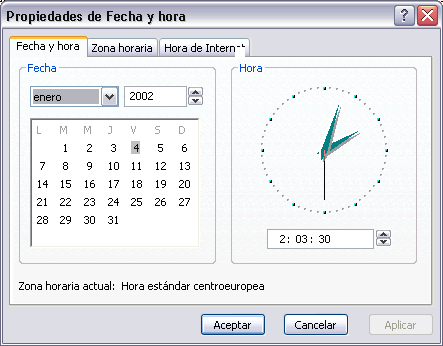 Propiedades de Fecha y hora
Fecha y hora Zona horaria Hora de Internet
Fecha Hora
enero 2002
L M M J V S D
1 2 3 4 5 6
7 8 9 10 11 12 13
14 15 16 17 18 19 20
21 22 23 24 25 26 27
28 29 30 31
2: 03: 30
Zona horaria actual: Hora estándar centroeuropea
Aceptar Cancelar Aplicar